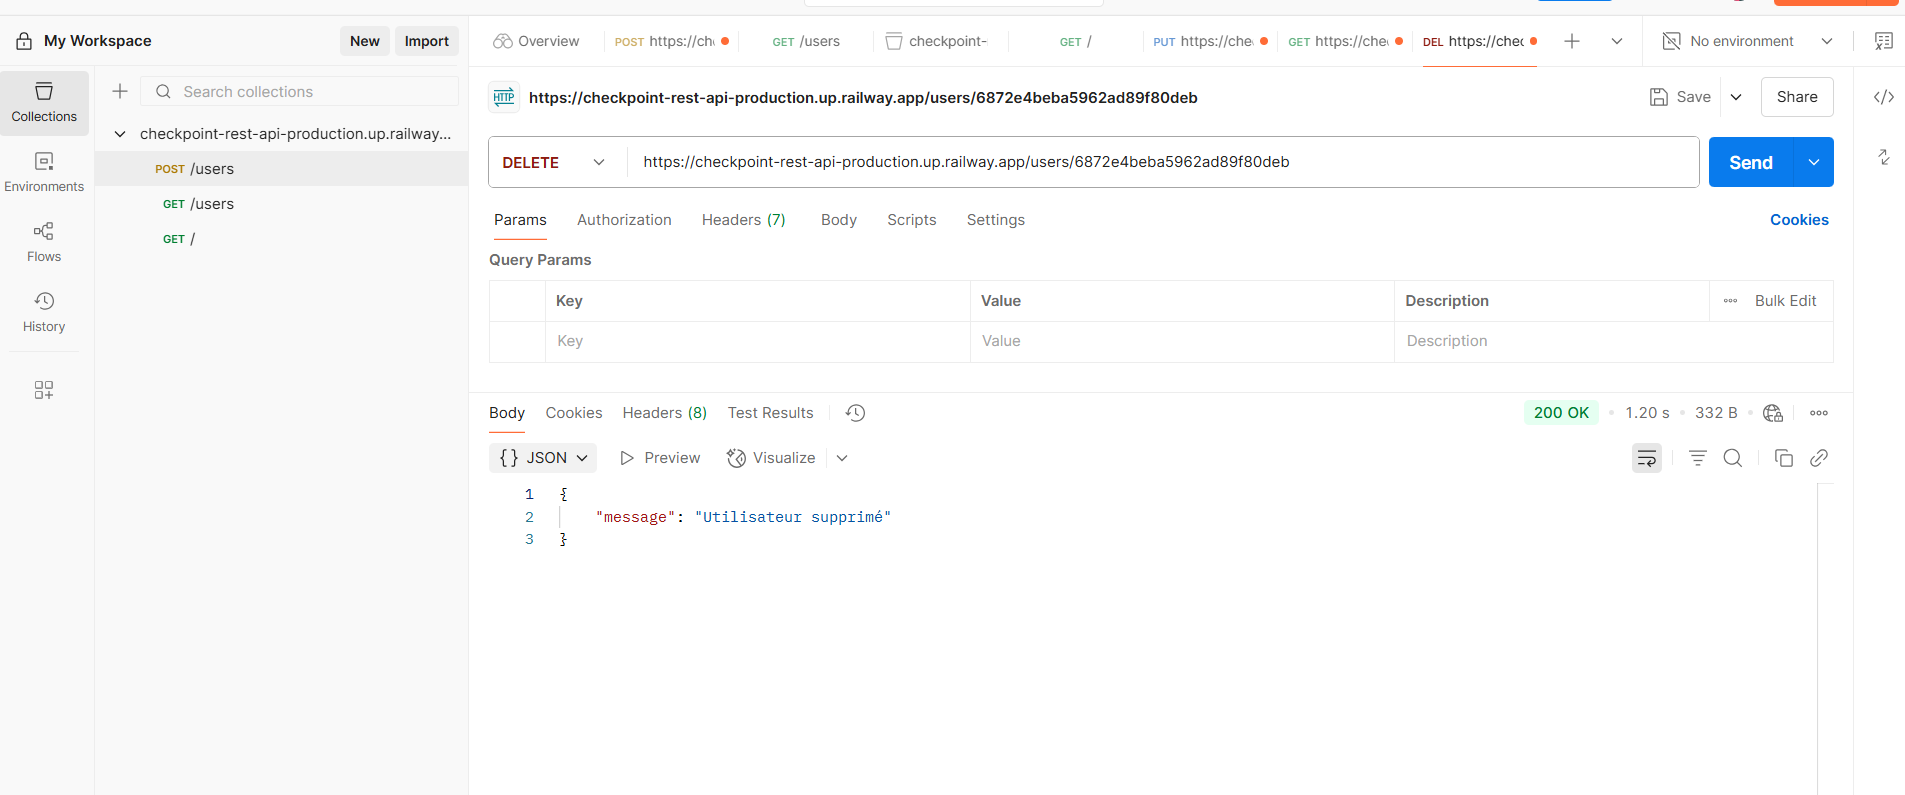 My Workspace
New
Import
Overview
POST https://che
GET /users
checkpoint-
GET /
PUT https://che
GET https://che
DEL https://chec
No environment
Collections
Environments
Flows
History
Search collections
checkpoint-rest-api-production.up.railway...
POST /users
GET /users
GET /
HTTP https://checkpoint-rest-api-production.up.railway.app/users/6872e4beba5962ad89f80deb
Save
Share
DELETE
https://checkpoint-rest-api-production.up.railway.app/users/6872e4beba5962ad89f80deb
Send
Params Authorization Headers (7) Body Scripts Settings Cookies
Query Params
Key Value Description Bulk Edit
Key Value Description
Body Cookies Headers (8) Test Results 200 OK 1.20 s 332 B
{} JSON Preview Visualize
1 {
2 "message": "Utilisateur supprimé"
3 }